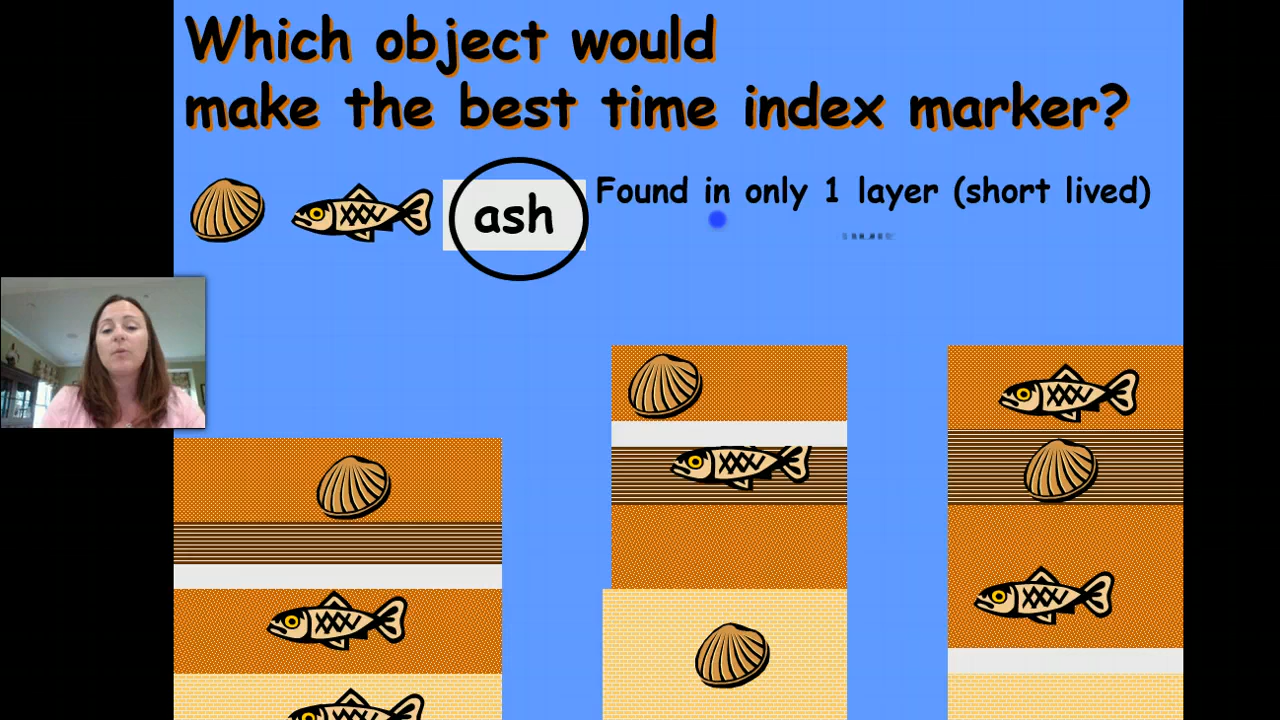 Which object would
make the best time index marker?
ash
Found in only 1 layer (short lived)